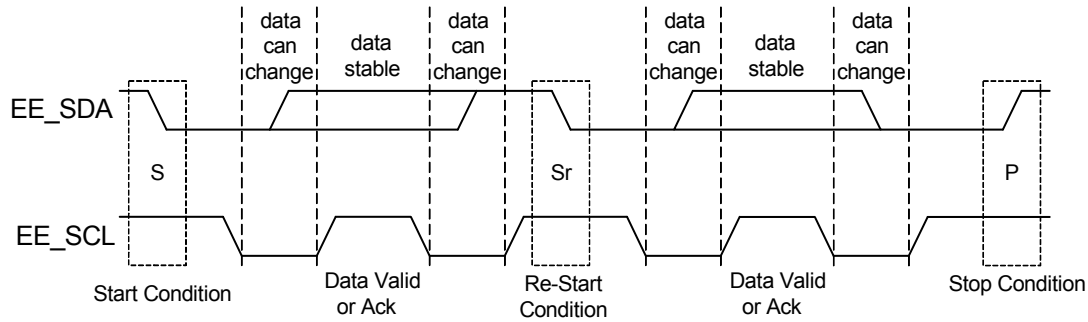 data
can
change
data
stable
data
can
change
data
can
change
data
stable
data
can
change
EE_SDA
S
Sr
P
EE_SCL
Start Condition
Data Valid
or Ack
Re-Start
Condition
Data Valid
or Ack
Stop Condition